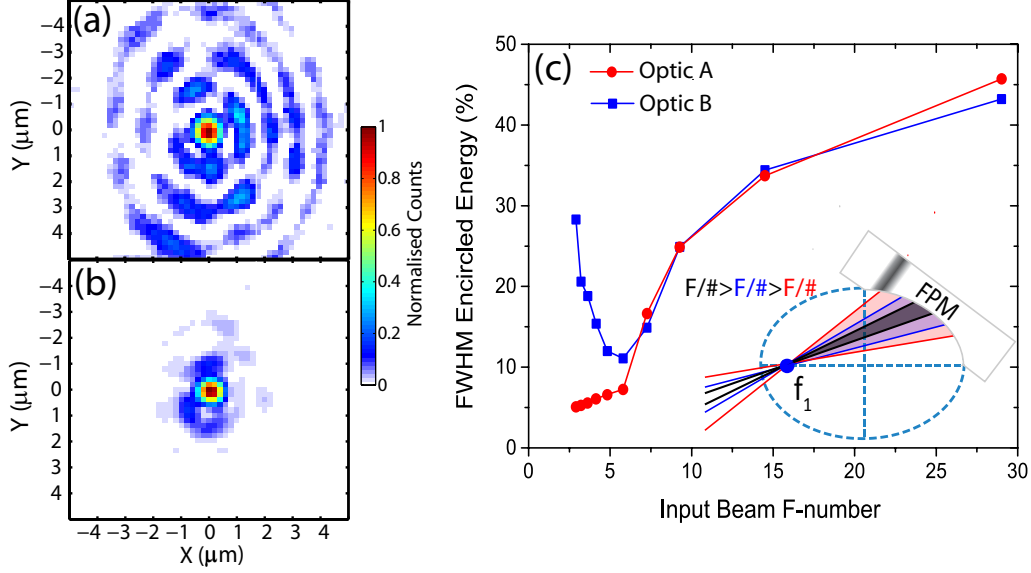 (a)
−4
−3
−2
−1
0
1
2
3
4
Y (μm)
(b)
−4
−3
−2
−1
0
1
2
3
4
Y (μm)
−4 −3 −2 −1 0 1 2 3 4
X (μm)
1
0.8
0.6
0.4
0.2
0
Normalised Counts
(c)
Optic A
Optic B
50
40
30
20
10
0
FWHM Encircled Energy (%)
F/#>F/#>F/#
FPM
f1
0 5 10 15 20 25 30
Input Beam F-number